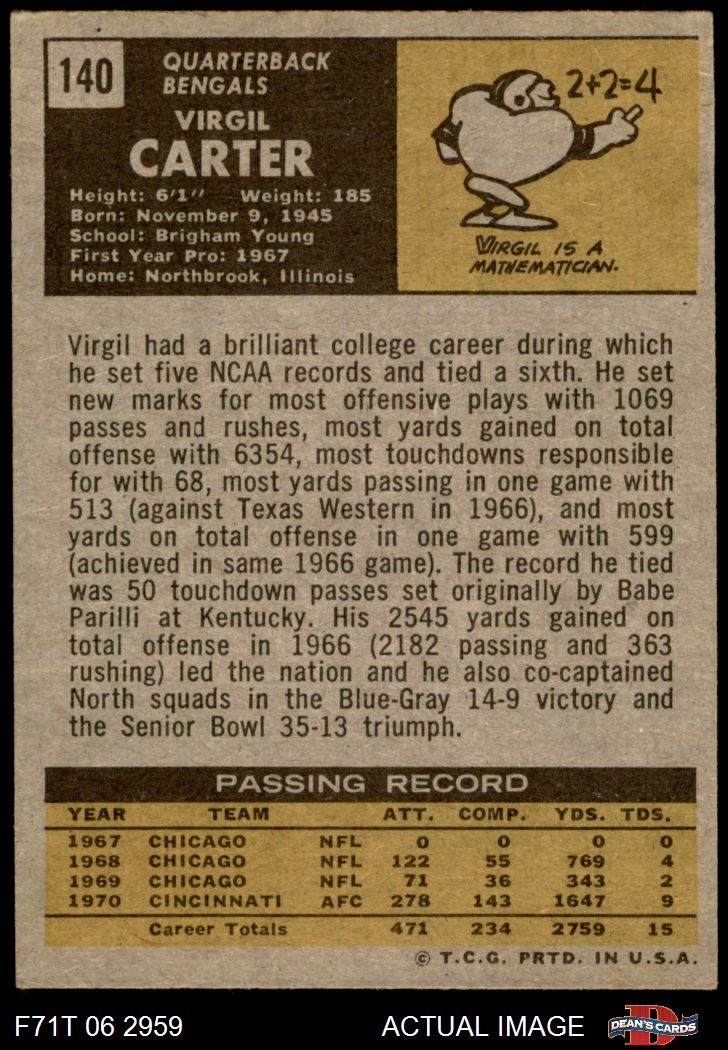 140
QUARTERBACK
BENGALS
VIRGIL
CARTER
Height: 6'1" Weight: 185
Born: November 9, 1945
School: Brigham Young
First Year Pro: 1967
Home: Northbrook, Illinois
2+2=4
VIRGIL IS A
MATHEMATICIAN.
Virgil had a brilliant college career during which
he set five NCAA records and tied a sixth. He set
new marks for most offensive plays with 1069
passes and rushes, most yards gained on total
offense with 6354, most touchdowns responsible
for with 68, most yards passing in one game with
513 (against Texas Western in 1966), and most
yards on total offense in one game with 599
(achieved in same 1966 game). The record he tied
was 50 touchdown passes set originally by Babe
Parilli at Kentucky. His 2545 yards gained on
total offense in 1966 (2182 passing and 363
rushing) led the nation and he also co-captained
North squads in the Blue-Gray 14-9 victory and
the Senior Bowl 35-13 triumph.
PASSING RECORD
YEAR TEAM ATT. COMP. YDS. TDS.
1967 CHICAGO NFL 0 0 0 0
1968 CHICAGO NFL 122 55 769 4
1969 CHICAGO NFL 71 36 343 2
1970 CINCINNATI AFC 278 143 1647 9
Career Totals 471 234 2759 15
© T.C.G. PRTD. IN U.S.A.
F71T 06 2959 ACTUAL IMAGE D DEAN'S CARDS